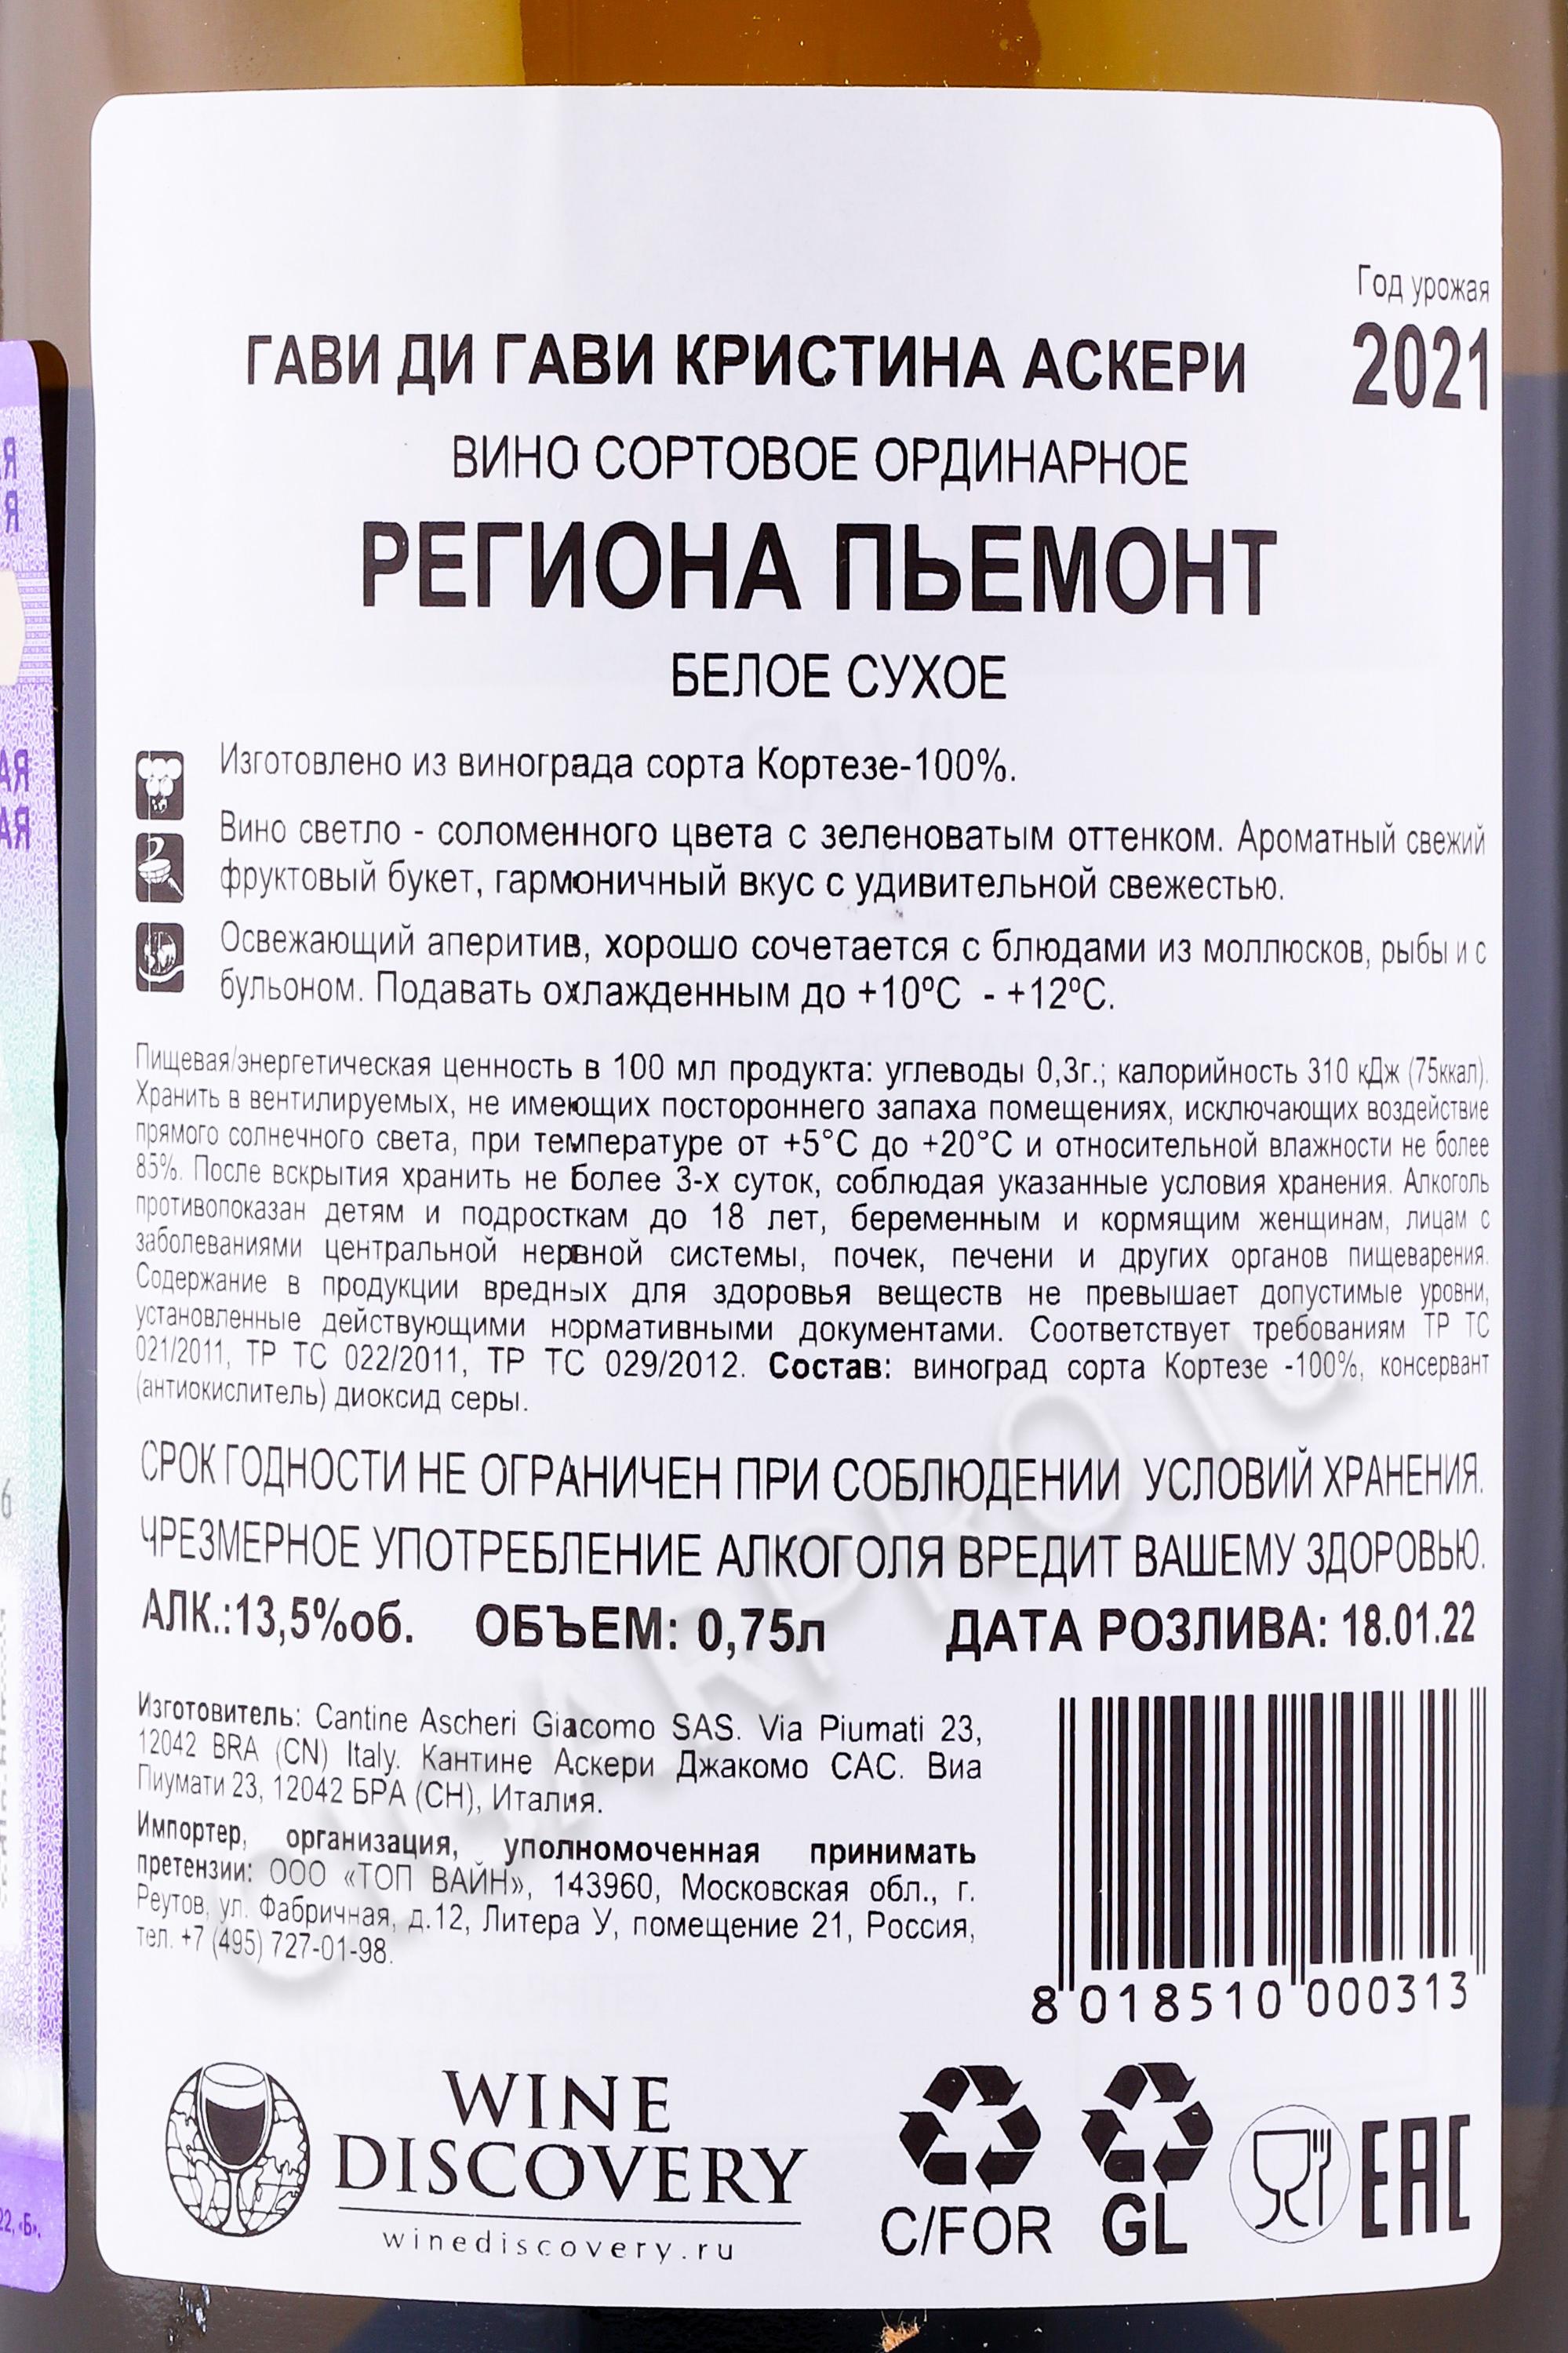 Год урожая
2021
ГАВИ ДИ ГАВИ КРИСТИНА АСКЕРИ
ВИНО СОРТОВОЕ ОРДИНАРНОЕ
РЕГИОНА ПЬЕМОНТ
БЕЛОЕ СУХОЕ
Изготовлено из винограда сорта Кортезе-100%.
Вино светло - соломенного цвета с зеленоватым оттенком. Ароматный свежий
фруктовый букет, гармоничный вкус с удивительной свежестью.
Освежающий аперитив, хорошо сочетается с блюдами из моллюсков, рыбы и с
бульоном. Подавать охлажденным до +10ºС - +12ºС.
Пищевая/энергетическая ценность в 100 мл продукта: углеводы 0,3г.; калорийность 310 кДж (75ккал).
Хранить в вентилируемых, не имеющих постороннего запаха помещениях, исключающих воздействие
прямого солнечного света, при температуре от +5°С до +20°С и относительной влажности не более
85%. После вскрытия хранить не более 3-х суток, соблюдая указанные условия хранения. Алкоголь
противопоказан детям и подросткам до 18 лет, беременным и кормящим женщинам, лицам с
заболеваниями центральной нервной системы, почек, печени и других органов пищеварения.
Содержание в продукции вредных для здоровья веществ не превышает допустимые уровни,
установленные действующими нормативными документами. Соответствует требованиям ТР ТС
021/2011, ТР ТС 022/2011, ТР ТС 029/2012. Состав: виноград сорта Кортезе -100%, консервант
(антиокислитель) диоксид серы.
СРОК ГОДНОСТИ НЕ ОГРАНИЧЕН ПРИ СОБЛЮДЕНИИ УСЛОВИЙ ХРАНЕНИЯ.
ЧРЕЗМЕРНОЕ УПОТРЕБЛЕНИЕ АЛКОГОЛЯ ВРЕДИТ ВАШЕМУ ЗДОРОВЬЮ.
АЛК.:13,5%об. ОБЪЕМ: 0,75л ДАТА РОЗЛИВА: 18.01.22
Изготовитель: Cantine Ascheri Giacomo SAS. Via Piumati 23,
12042 BRA (CN) Italy. Кантине Аскери Джакомо САС. Виа
Пиумати 23, 12042 БРА (СН), Италия.
Импортер, организация, уполномоченная принимать
претензии: ООО «ТОП ВАЙН», 143960, Московская обл., г.
Реутов, ул. Фабричная, д.12, Литера У, помещение 21, Россия,
тел. +7 (495) 727-01-98.
8 018510 000313
WINE
DISCOVERY
winediscovery.ru
C/FOR
GL
EAC
CIGARPRO.ru
22, «Б».